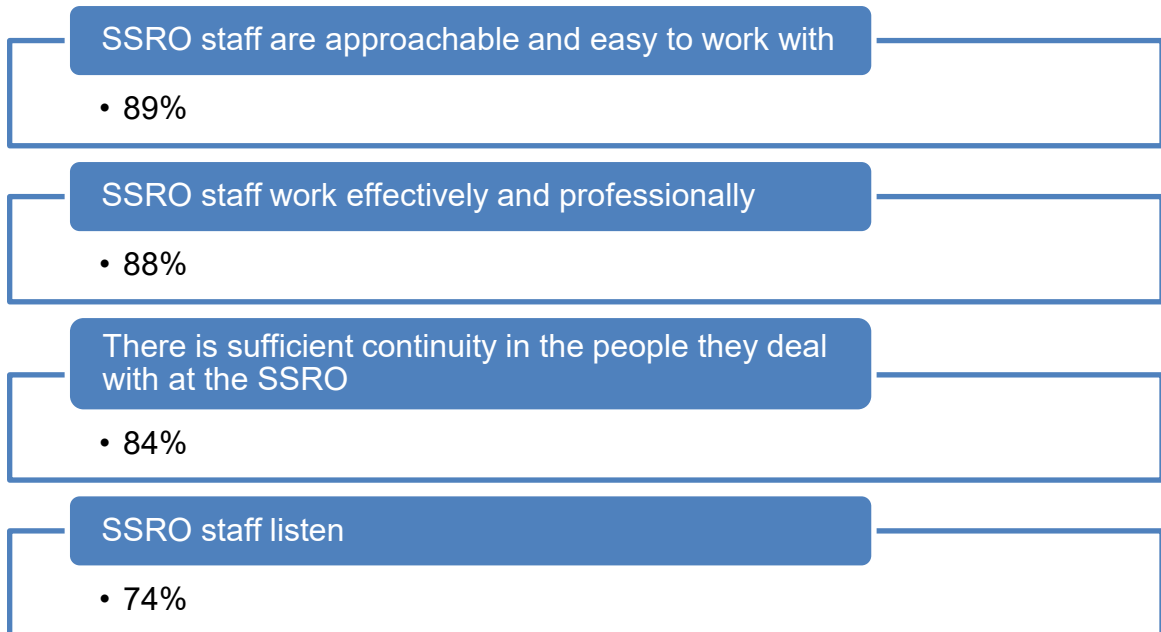 SSRO staff are approachable and easy to work with
• 89%
SSRO staff work effectively and professionally
• 88%
There is sufficient continuity in the people they deal
with at the SSRO
• 84%
SSRO staff listen
• 74%